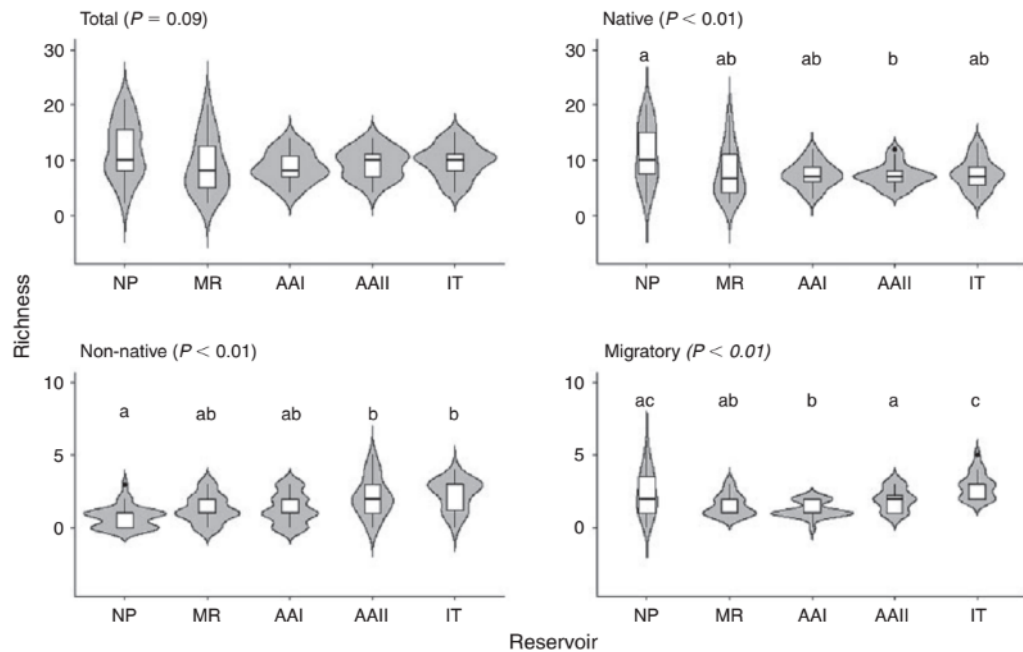 Total (P = 0.09)
Native (P < 0.01)
30
20
10
0
NP MR AAI AAII IT
30
20
10
0
a ab ab b ab
NP MR AAI AAII IT
Richness
Non-native (P < 0.01)
Migratory (P < 0.01)
10
5
0
a ab ab b b
NP MR AAI AAII IT
10
5
0
ac ab b a c
NP MR AAI AAII IT
Reservoir